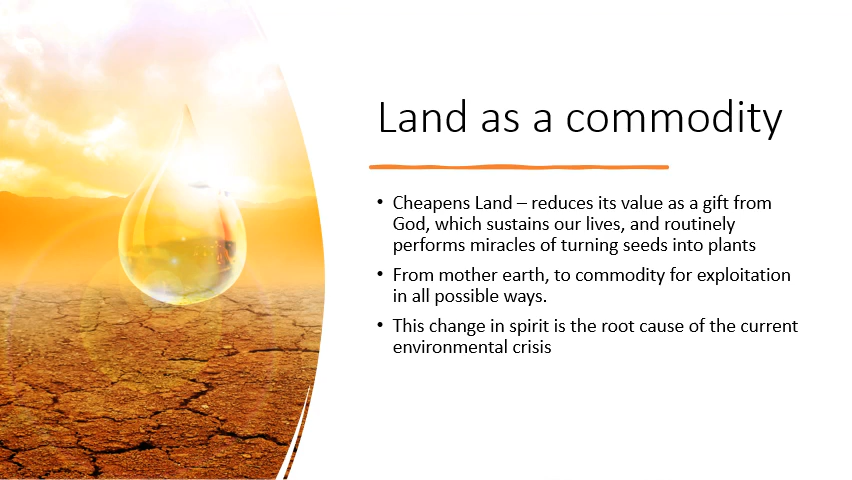 Land as a commodity
• Cheapens Land – reduces its value as a gift from
God, which sustains our lives, and routinely
performs miracles of turning seeds into plants
• From mother earth, to commodity for exploitation
in all possible ways.
• This change in spirit is the root cause of the current
environmental crisis